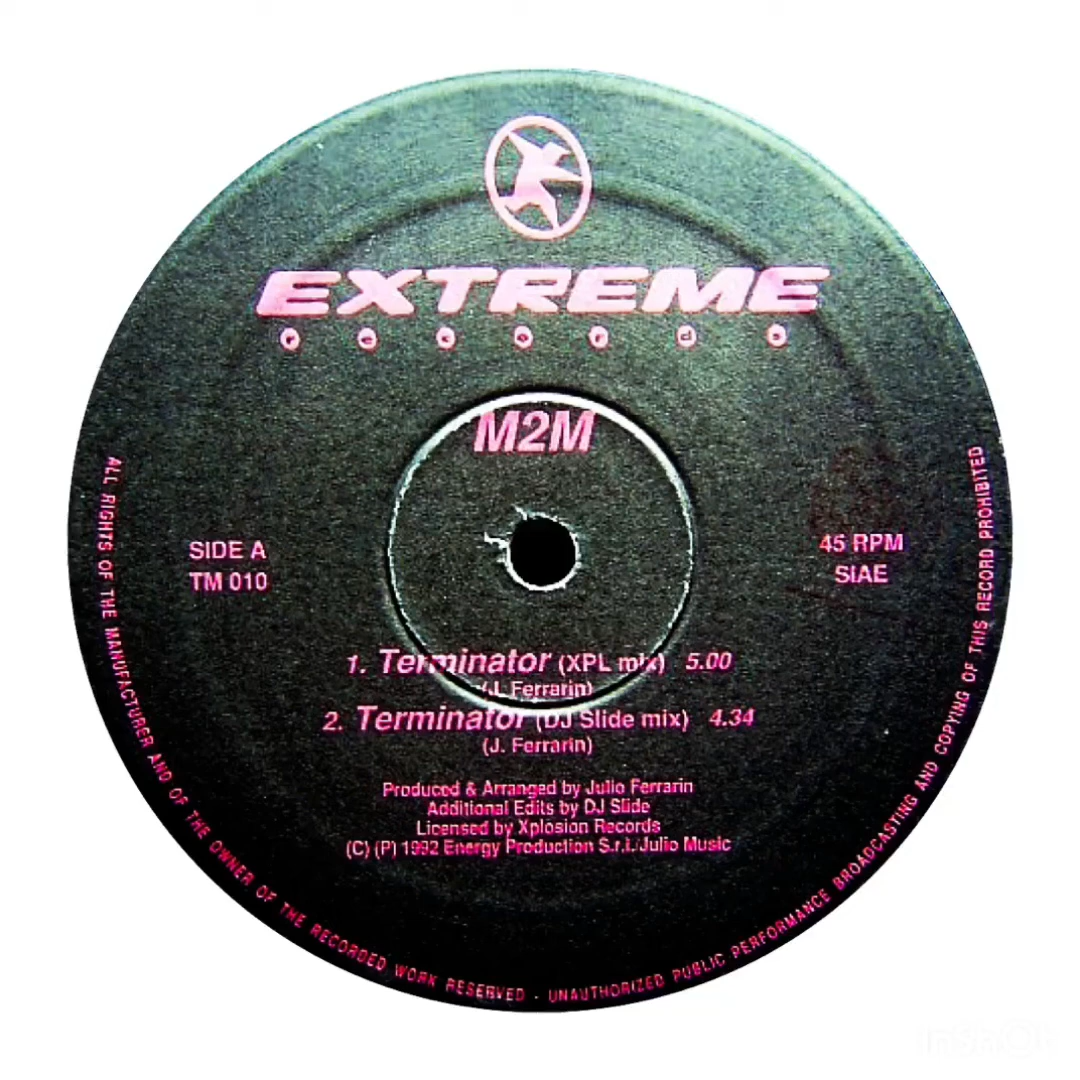 EXTREME
records
M2M
SIDE A
TM 010
45 RPM
SIAE
1. Terminator (XPL mix) 5.00
(J. Ferrarin)
2. Terminator (DJ Slide mix) 4.34
(J. Ferrarin)
Produced & Arranged by Julio Ferrarin
Additional Edits by DJ Slide
Licensed by Xplosion Records
(C) (P) 1992 Energy Production S.r.l./Julio Music
ALL RIGHTS OF THE MANUFACTURER AND OF THE OWNER OF THE RECORDED WORK RESERVED - UNAUTHORIZED PUBLIC PERFORMANCE BROADCASTING AND COPYING OF THIS RECORD PROHIBITED